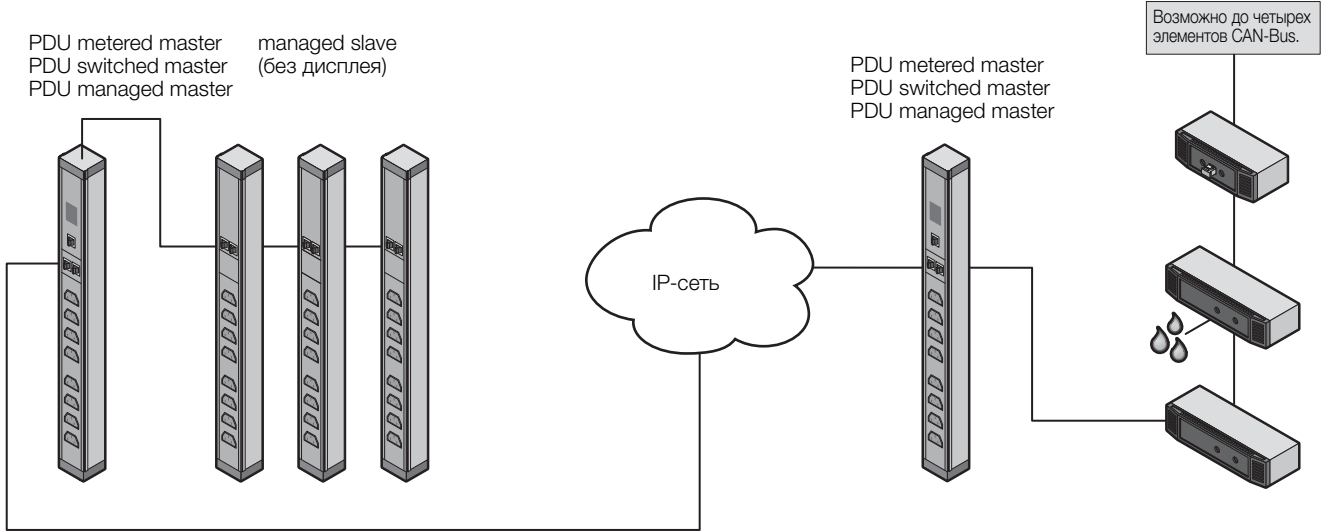 PDU metered master managed slave
PDU switched master (без дисплея)
PDU managed master
PDU metered master
PDU switched master
PDU managed master
Возможно до четырех
элементов CAN-Bus.
IP-сеть